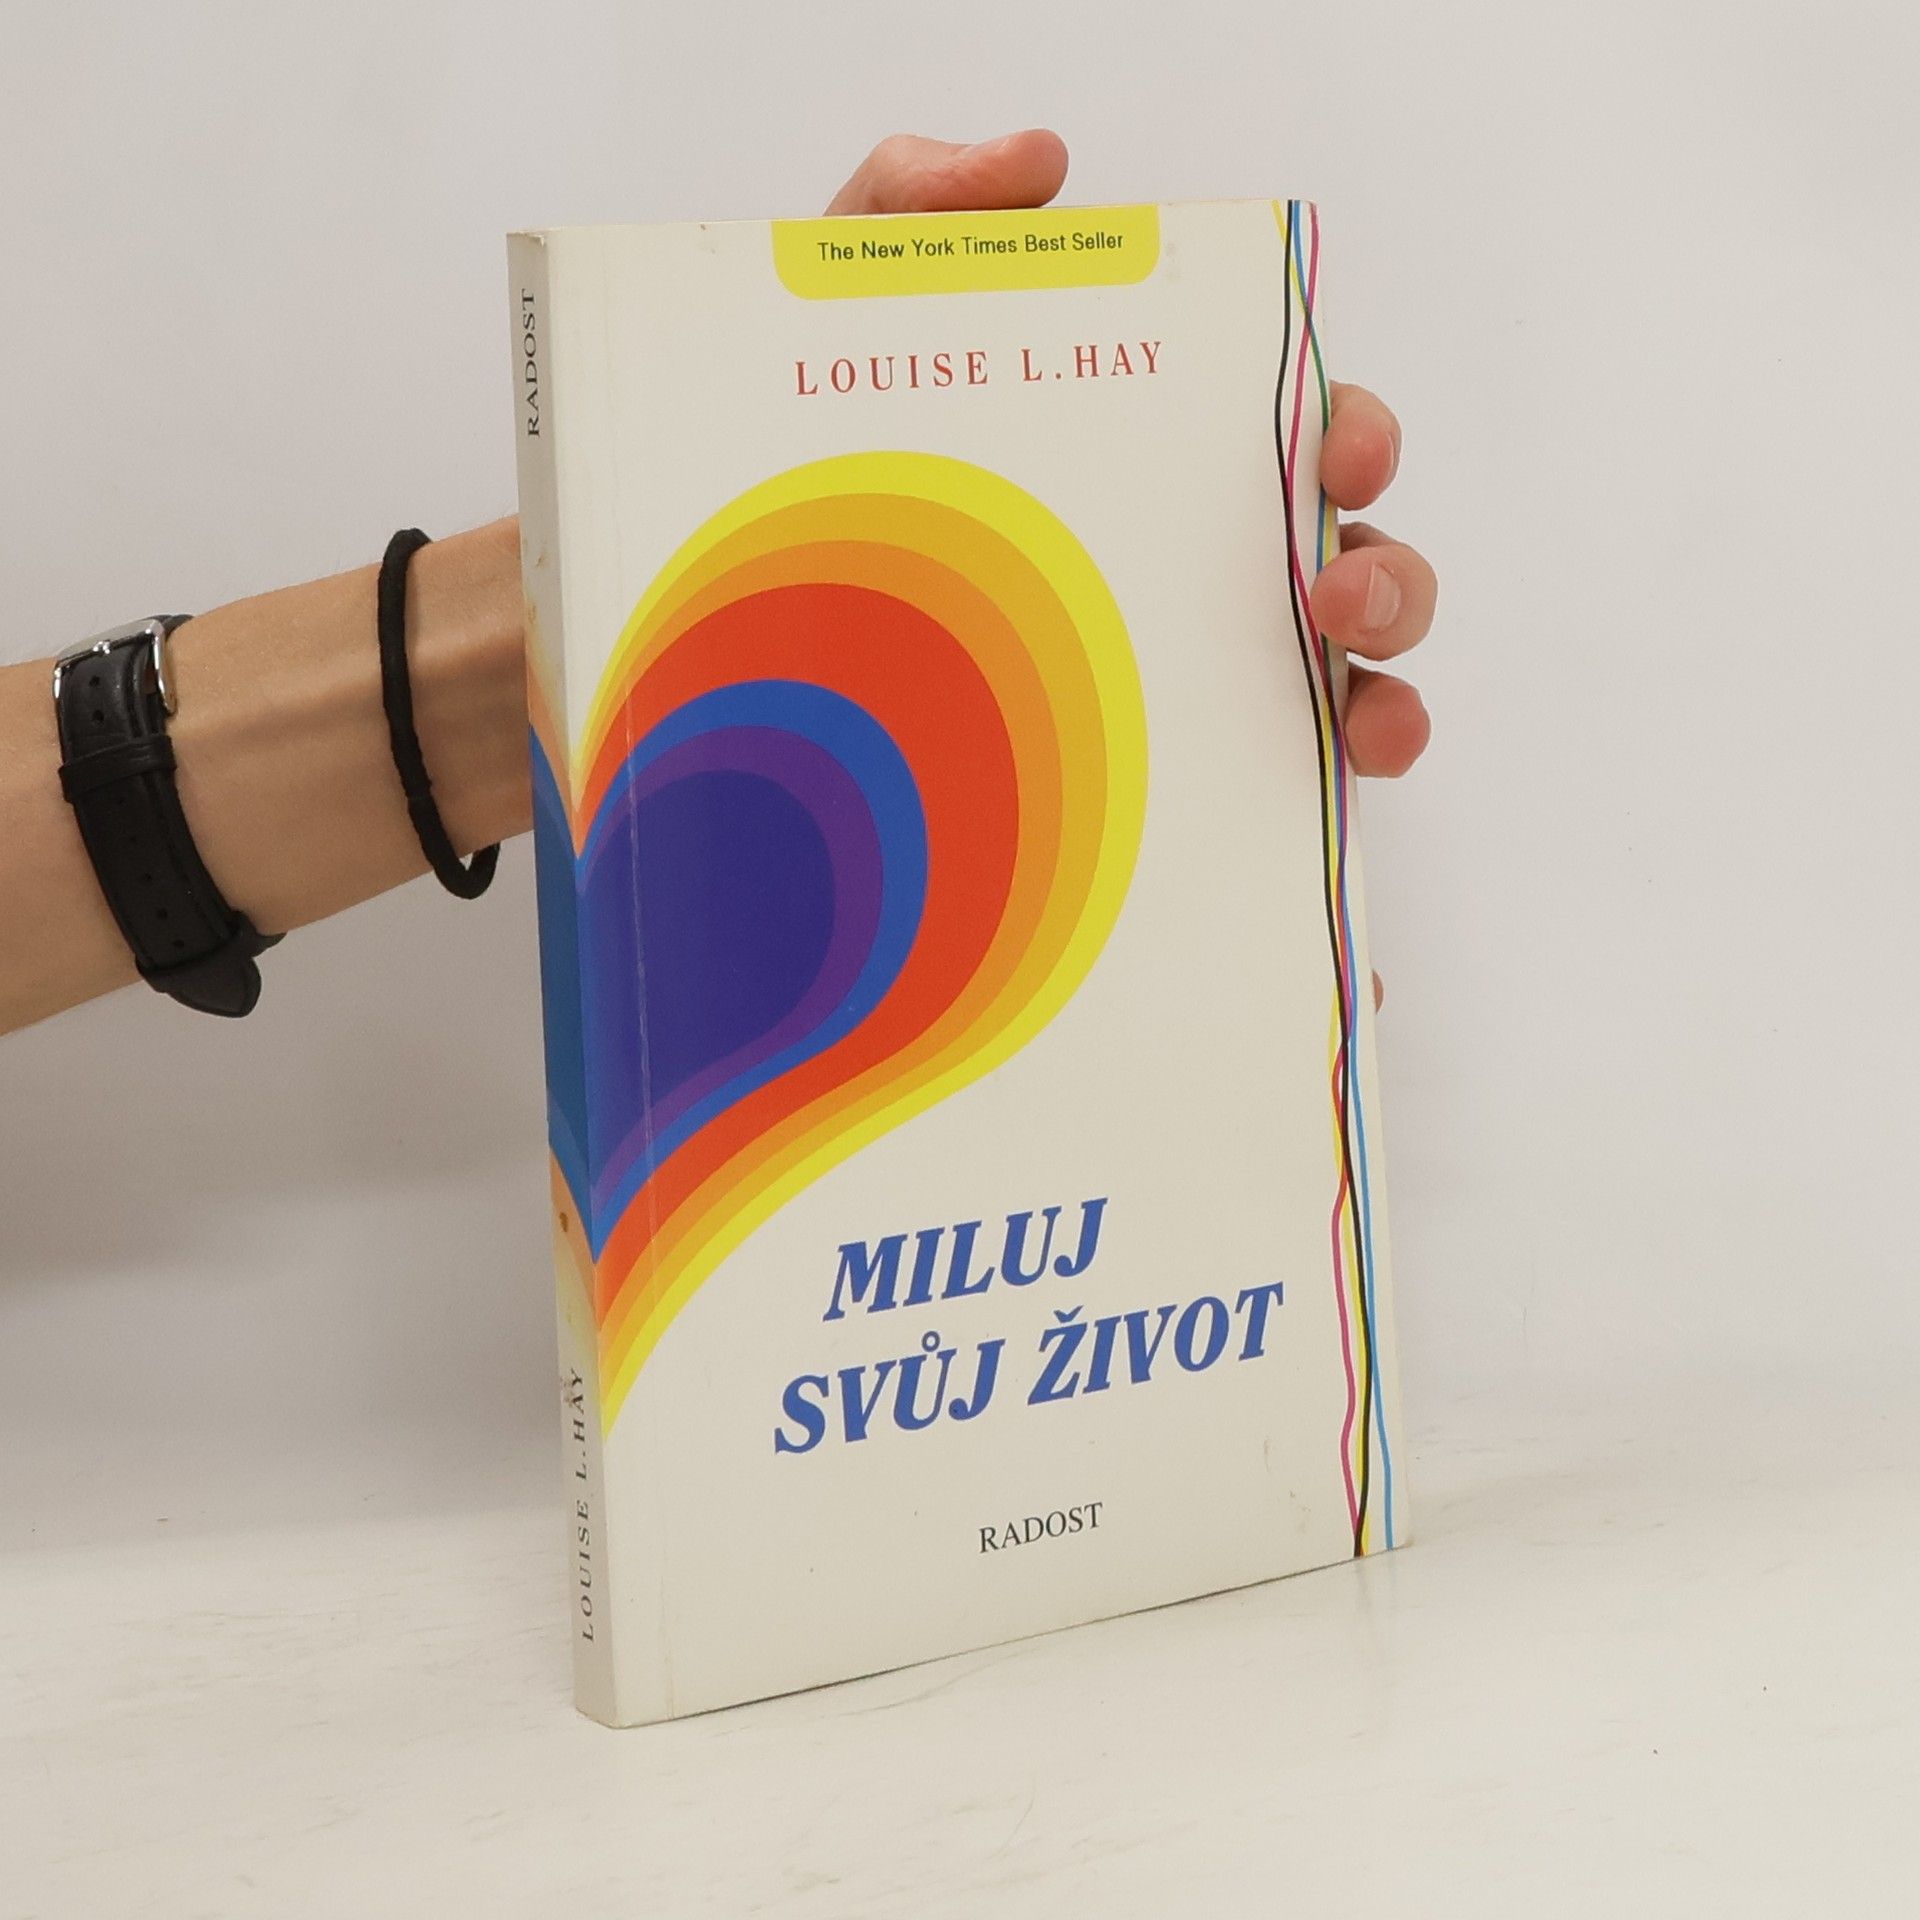 The New York Times Best Seller
LOUISE L.HAY
MILUJ
SVŮJ ŽIVOT
RADOST
RADOST
LOUISE L.HAY